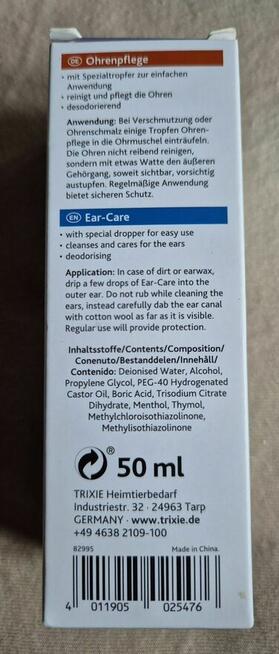 DE Ohrenpflege
• mit Spezialtropfer zur einfachen
Anwendung
• reinigt und pflegt die Ohren
• desodorierend
Anwendung: Bei Verschmutzung oder
Ohrenschmalz einige Tropfen Ohren-
pflege in die Ohrmuschel einträufeln.
Die Ohren nicht reibend reinigen,
sondern mit etwas Watte den äußeren
Gehörgang, soweit sichtbar, vorsichtig
austupfen. Regelmäßige Anwendung
bietet sicheren Schutz.
EN Ear-Care
• with special dropper for easy use
• cleanses and cares for the ears
• deodorising
Application: In case of dirt or earwax,
drip a few drops of Ear-Care into the
outer ear. Do not rub while cleaning the
ears, instead carefully dab the ear canal
with cotton wool as far as it is visible.
Regular use will provide protection.
Inhaltsstoffe/Contents/Composition/
Contenuto/Bestanddelen/Innehåll/
Contenido: Deionised Water, Alcohol,
Propylene Glycol, PEG-40 Hydrogenated
Castor Oil, Boric Acid, Trisodium Citrate
Dihydrate, Menthol, Thymol,
Methylchloroisothiazolinone,
Methylisothiazolinone
® 50 ml
TRIXIE Heimtierbedarf
Industriestr. 32 · 24963 Tarp
GERMANY · www.trixie.de
+49 4638 2109-100
82995 Made in China.
4 011905 025476